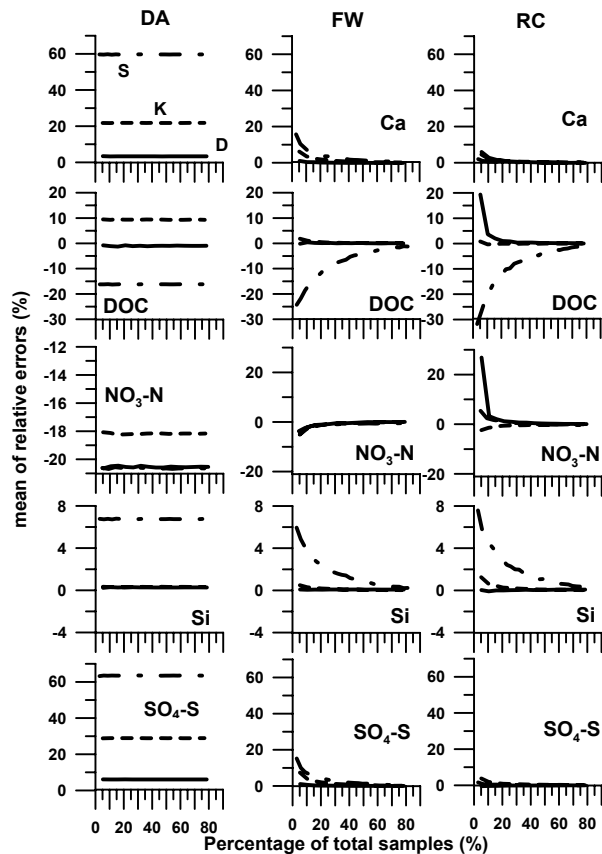 DA FW RC
60
40
20
0
S
K
D
60
40
20
0
Ca
60
40
20
0
Ca
20
10
0
-10
-20
-30
DOC
20
10
0
-10
-20
-30
DOC
20
10
0
-10
-20
-30
DOC
-12
-14
-16
-18
-20
NO3-N
20
0
-20
NO3-N
20
0
-20
NO3-N
8
4
0
-4
Si
8
4
0
-4
Si
8
4
0
-4
Si
60
40
20
0
SO4-S
60
40
20
0
SO4-S
60
40
20
0
SO4-S
0 20 40 60 80
0 20 40 60 80
0 20 40 60 80
mean of relative errors (%)
Percentage of total samples (%)